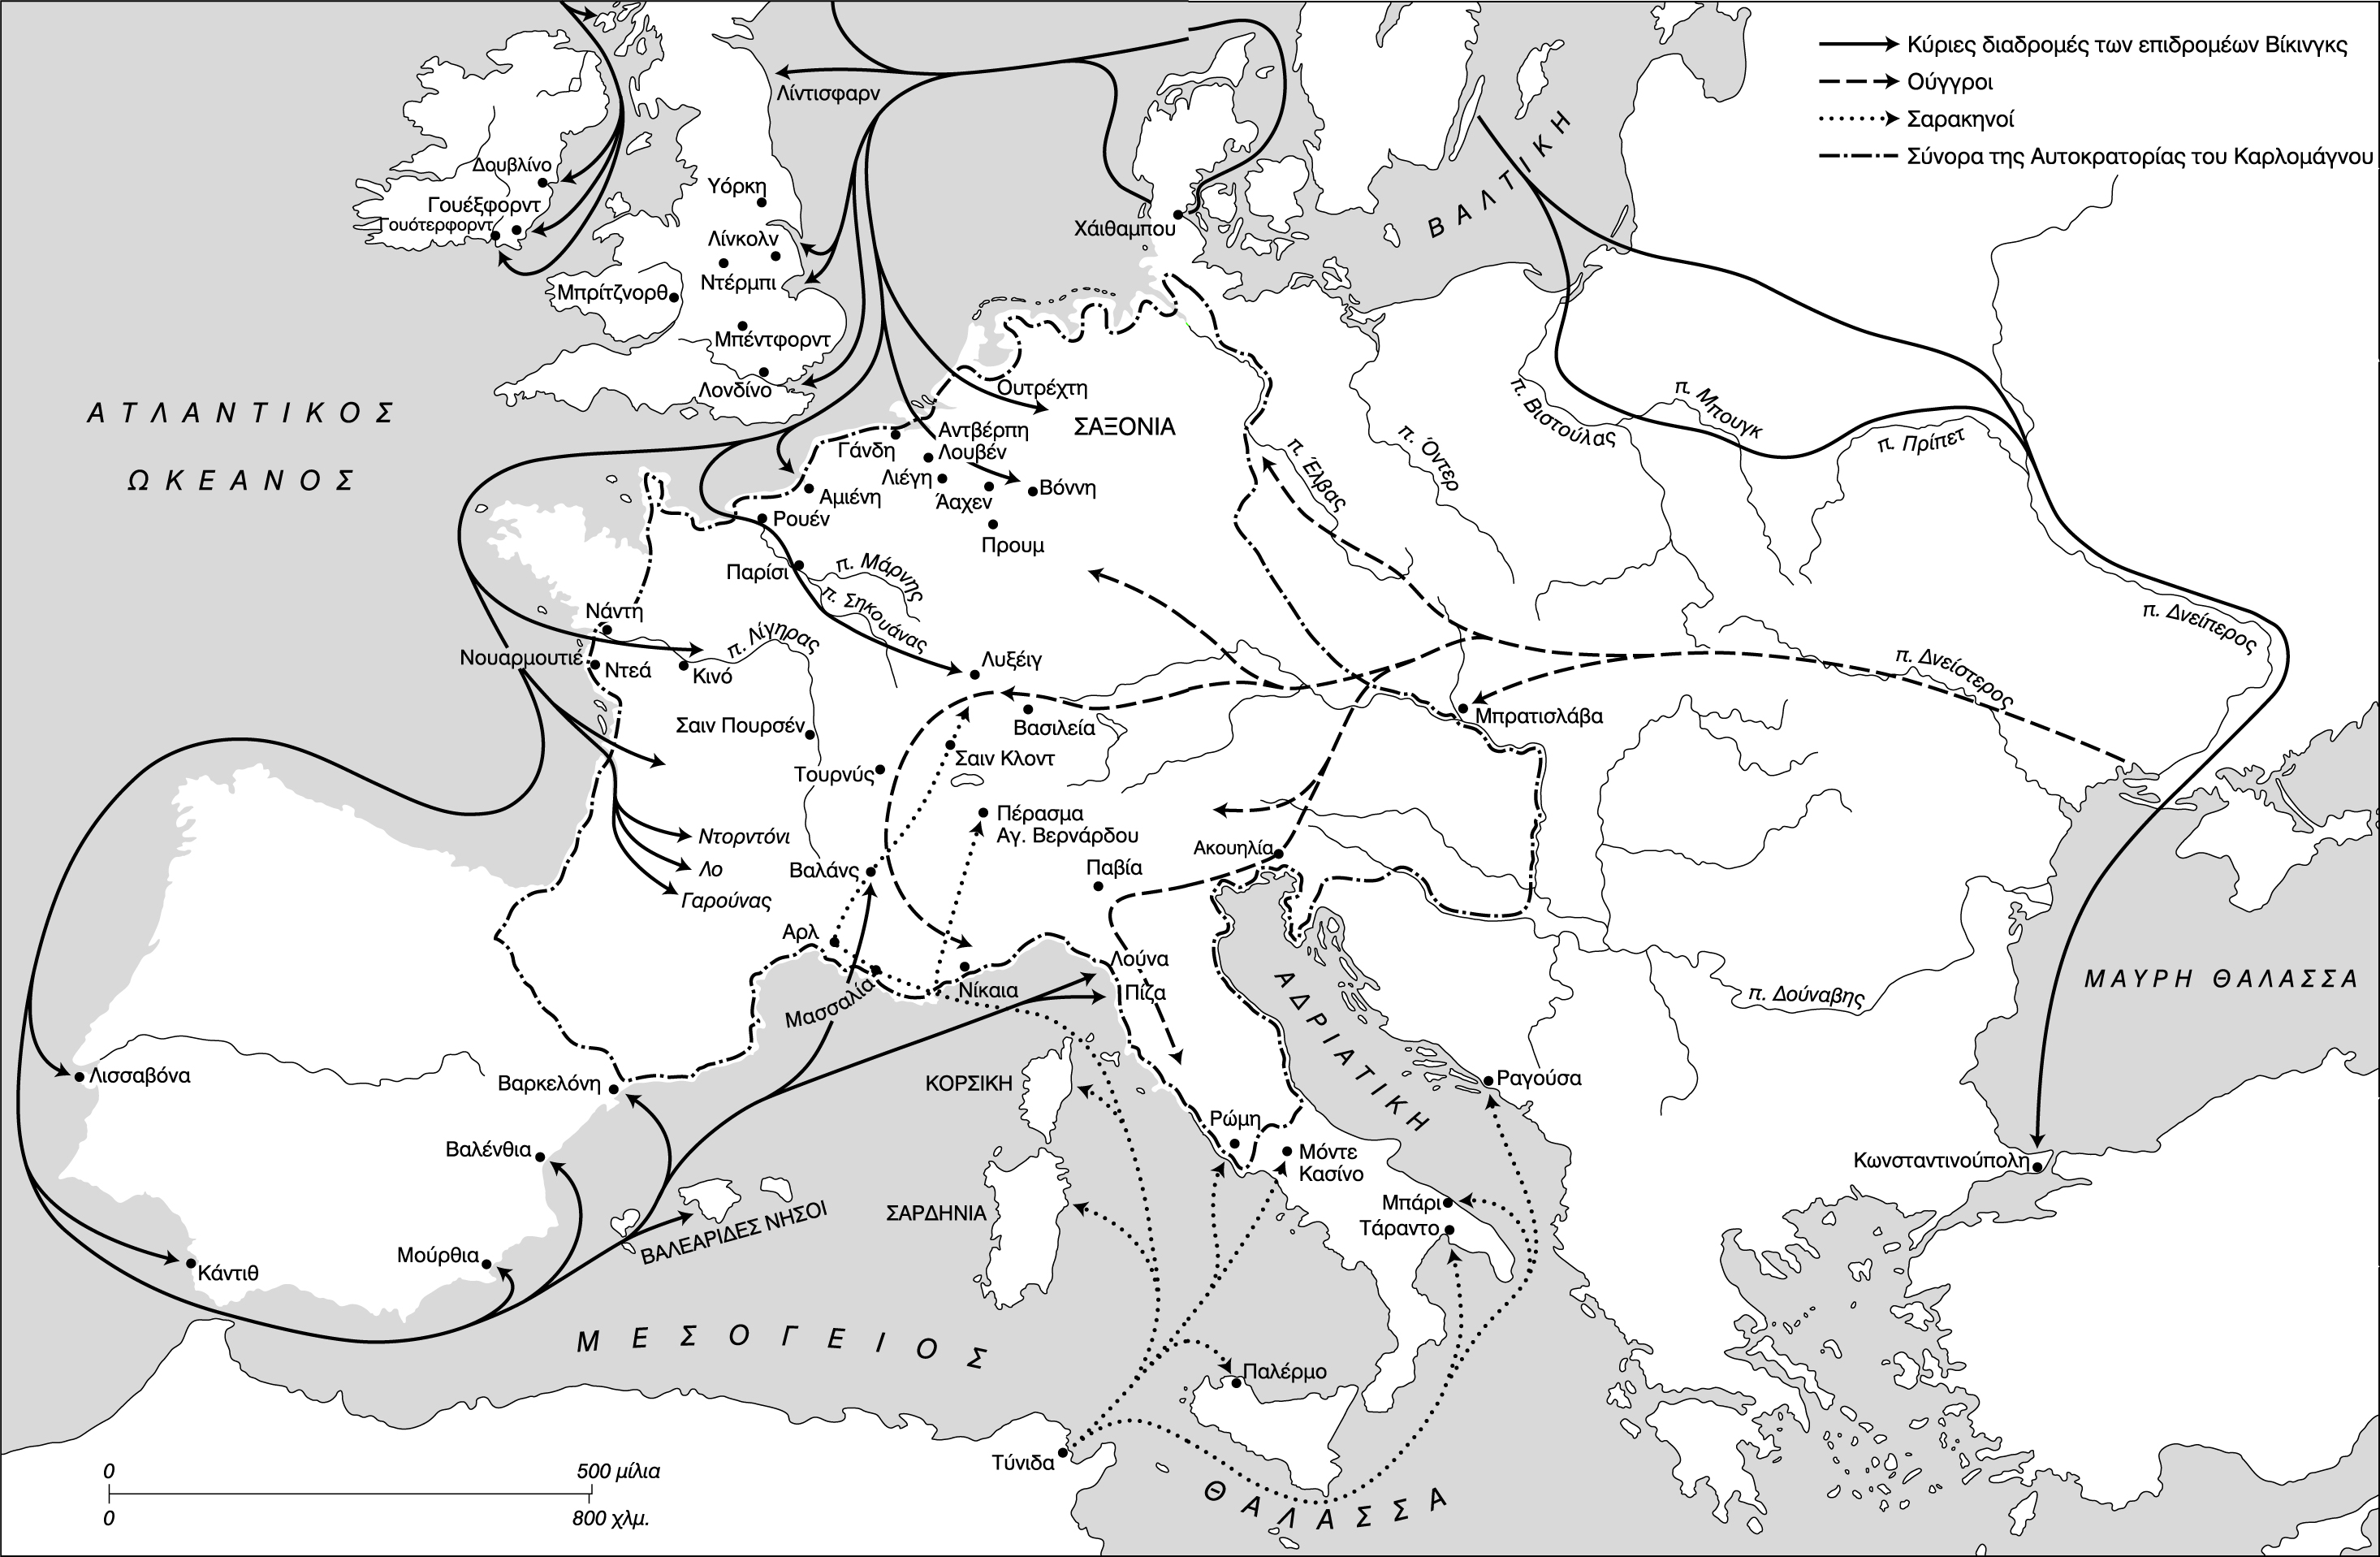 Κύριες διαδρομές των επιδρομέων Βίκινγκς
Ούγγροι
Σαρακηνοί
Σύνορα της Αυτοκρατορίας του Καρλομάγνου
Λίντισφαρν
ΒΑΛΤΙΚΗ
Δουβλίνο
Υόρκη
Γουέξφορντ
Γουότερφορντ
Λίνκολν
Χάιθαμπου
Ντέρμπι
Μπρίτζνορθ
Μπέντφορντ
Λονδίνο
Ουτρέχτη
ΑΤΛΑΝΤΙΚΟΣ
ΩΚΕΑΝΟΣ
ΣΑΞΟΝΙΑ
π. Βιστούλας
π. Μπουγκ
π. Πρίπετ
Αντβέρπη
Γάνδη
Λουβέν
π. Έλβας
π. Όντερ
Λιέγη
Άαχεν
Βόννη
Αμιένη
Ρουέν
Προυμ
Παρίσι
π. Μάρνης
π. Σηκουάνας
Νάντη
π. Λίγηρας
π. Δνείπερος
Νουαρμουτιέ
Ντεά
Κινό
Λυξέιγ
π. Δνείστερος
Σαιν Πουρσέν
Βασιλεία
Μπρατισλάβα
Σαιν Κλοντ
Τουρνύς
Πέρασμα
Αγ. Βερνάρδου
Ντορντόνι
Λο
Γαρούνας
Βαλάνς
Ακουηλία
Παβία
Αρλ
Λούνα
Μασσαλία
Νίκαια
Πίζα
ΑΔΡΙΑΤΙΚΗ
π. Δούναβης
ΜΑΥΡΗ ΘΑΛΑΣΣΑ
Λισσαβόνα
Βαρκελόνη
ΚΟΡΣΙΚΗ
Ραγούσα
Ρώμη
Βαλένθια
Μόντε
Κασίνο
Κωνσταντινούπολη
ΣΑΡΔΗΝΙΑ
Μπάρι
Τάραντο
ΒΑΛΕΑΡΙΔΕΣ ΝΗΣΟΙ
Μούρθια
Κάντιθ
ΜΕΣΟΓΕΙΟΣ
Παλέρμο
Τύνιδα
ΘΑΛΑΣΣΑ
0 500 μίλια
0 800 χλμ.